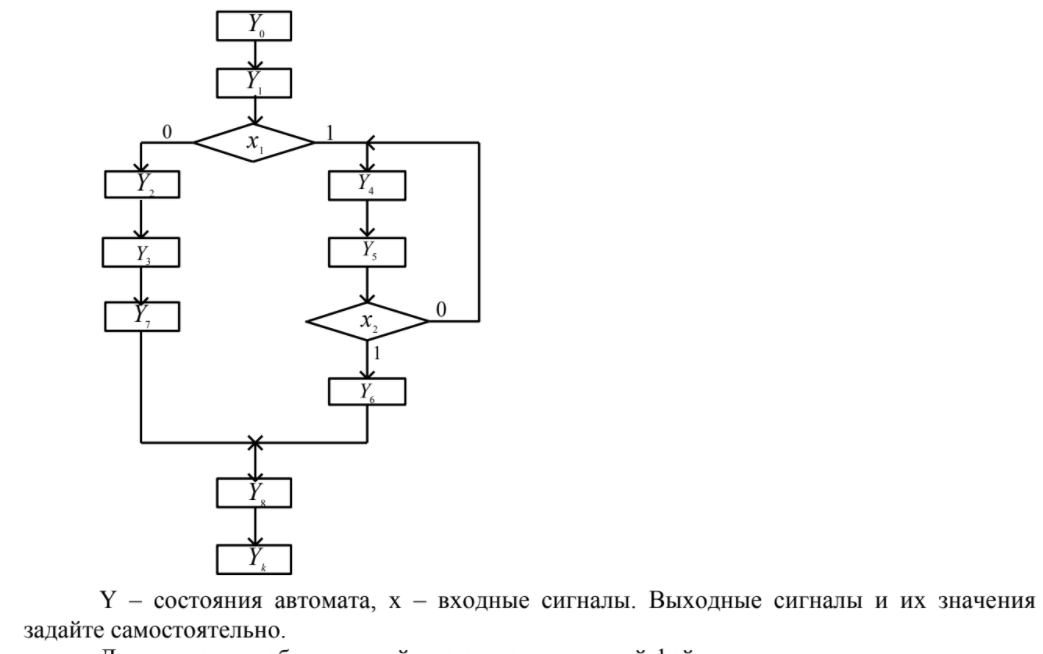 Y₀
Y₁
0
x₁
1
Y₂
Y₄
Y₃
Y₅
Y₇
x₂
0
1
Y₆
Y₈
Yₖ
Y – состояния автомата, x – входные сигналы. Выходные сигналы и их значения
задайте самостоятельно.